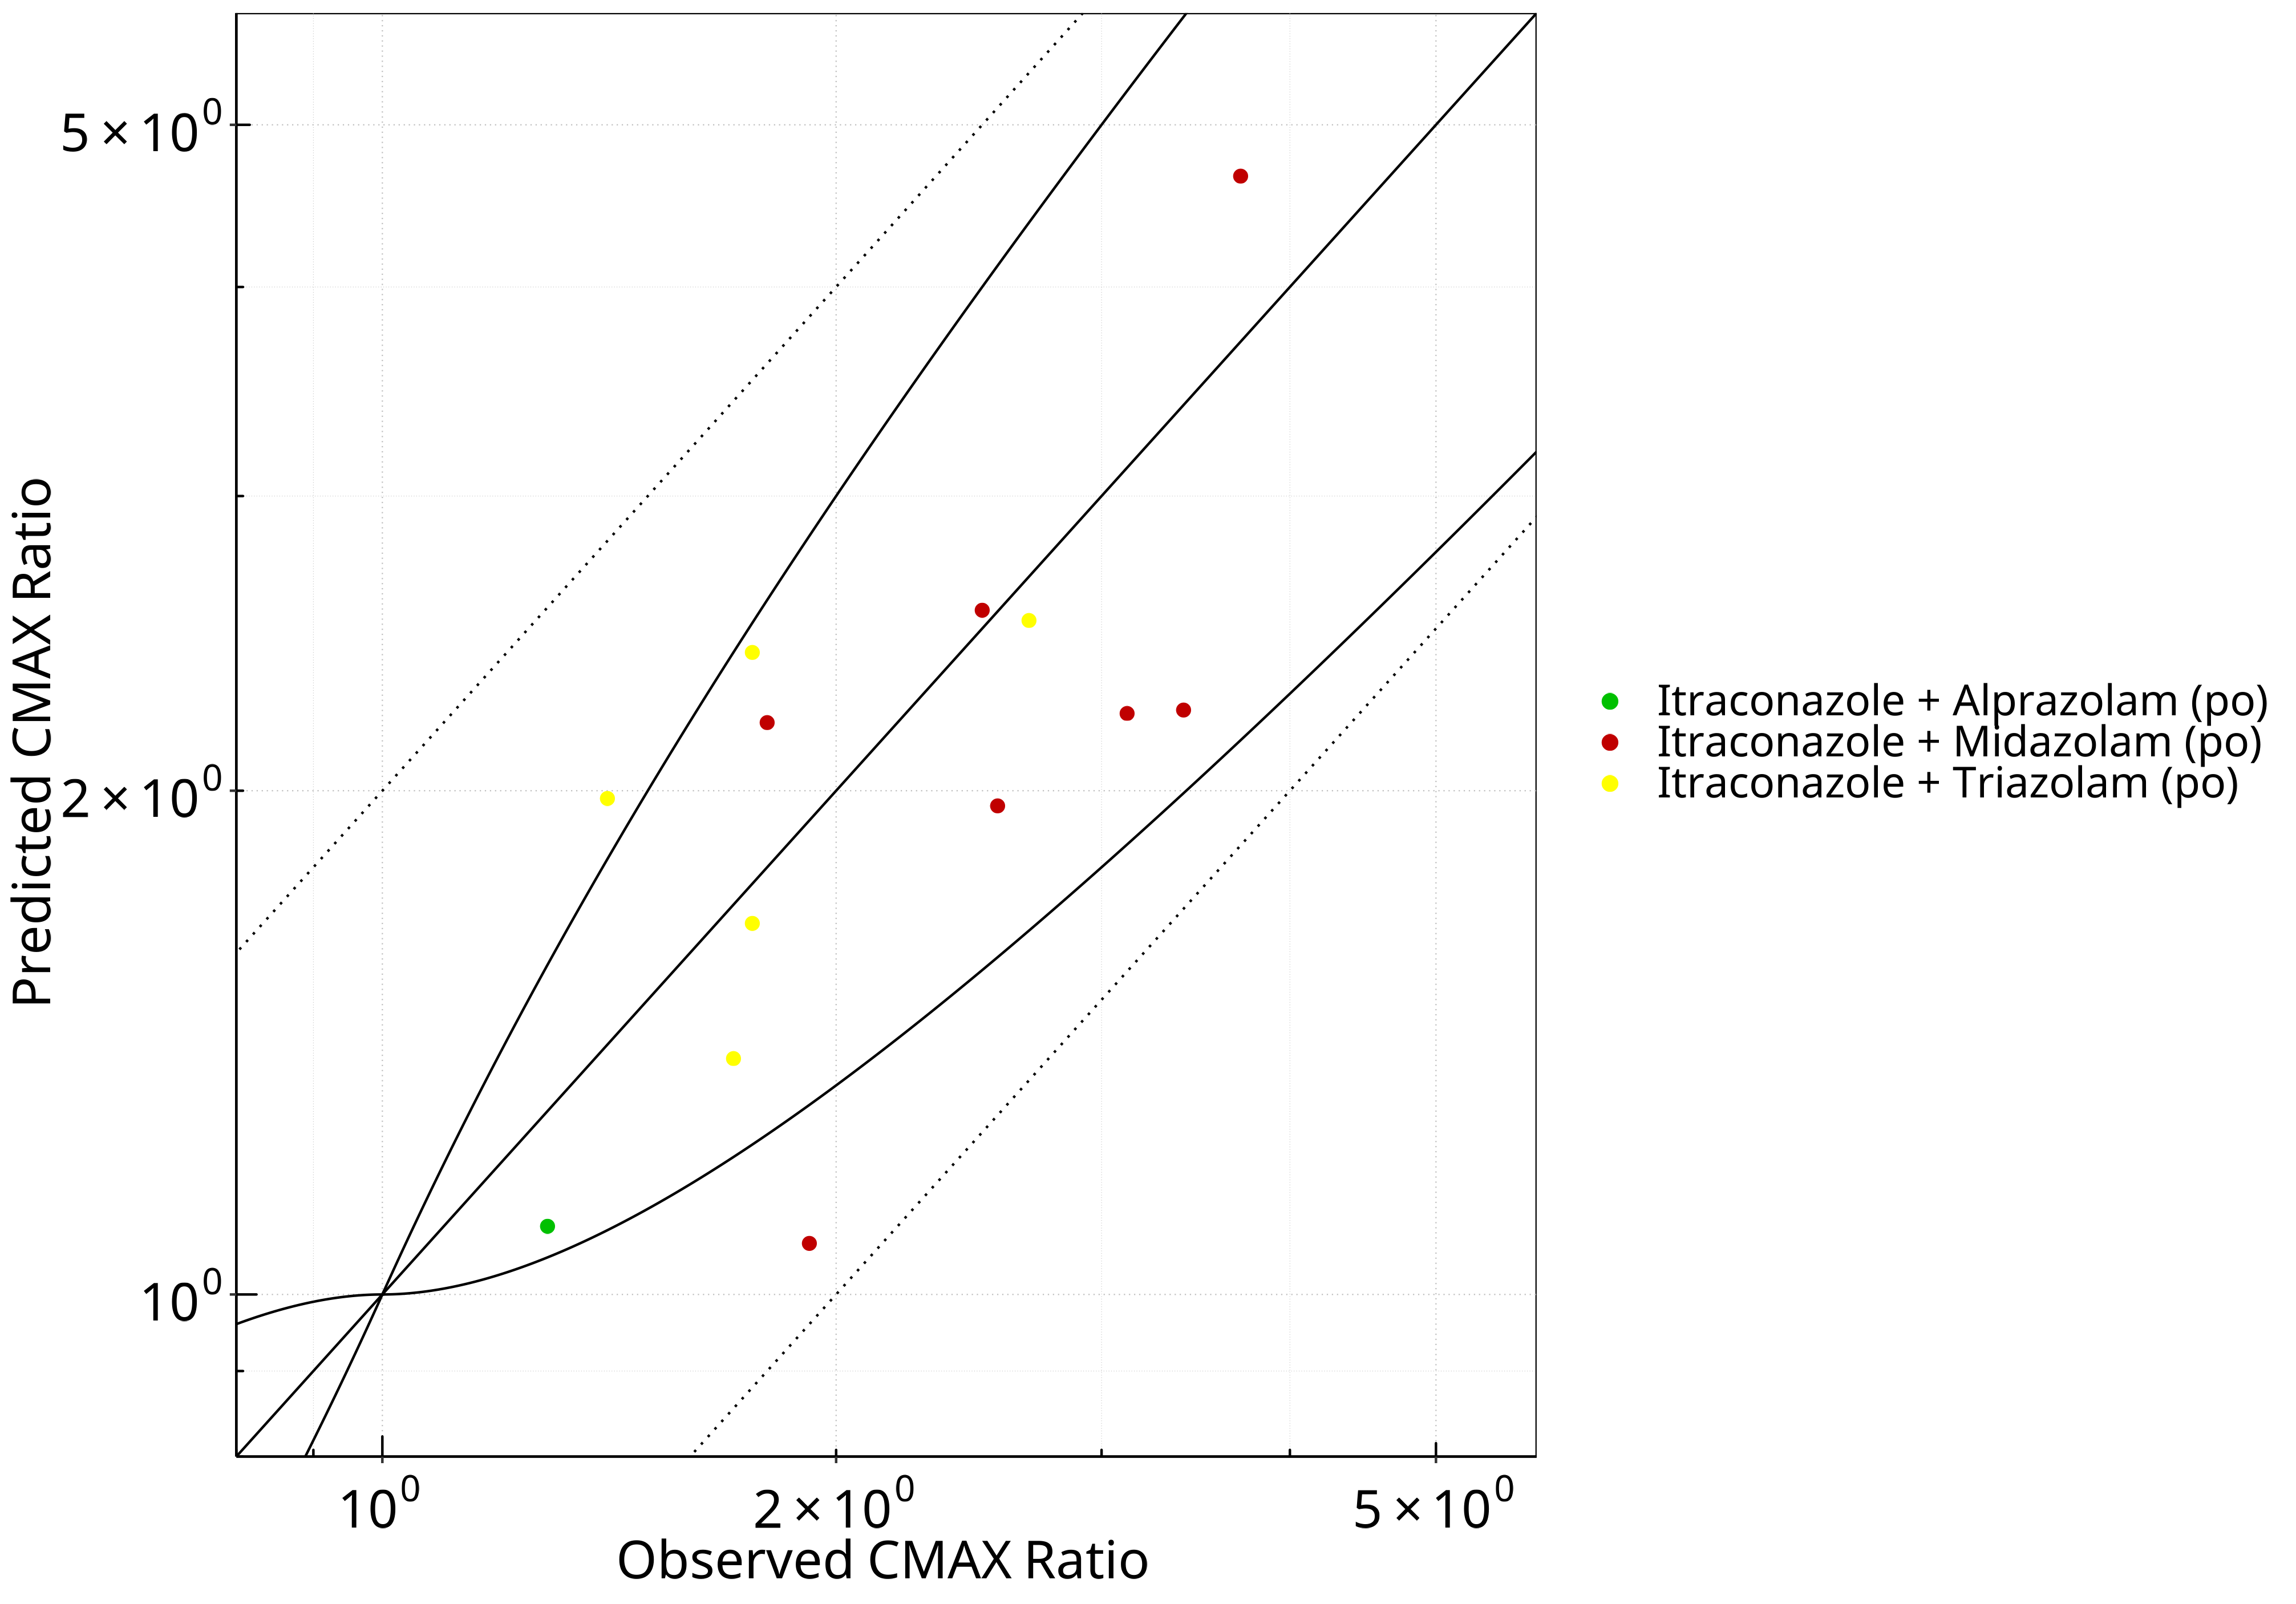 Predicted CMAX Ratio
5 × 10⁰
2 × 10⁰
10⁰
10⁰
2 × 10⁰
5 × 10⁰
Observed CMAX Ratio
Itraconazole + Alprazolam (po)
Itraconazole + Midazolam (po)
Itraconazole + Triazolam (po)